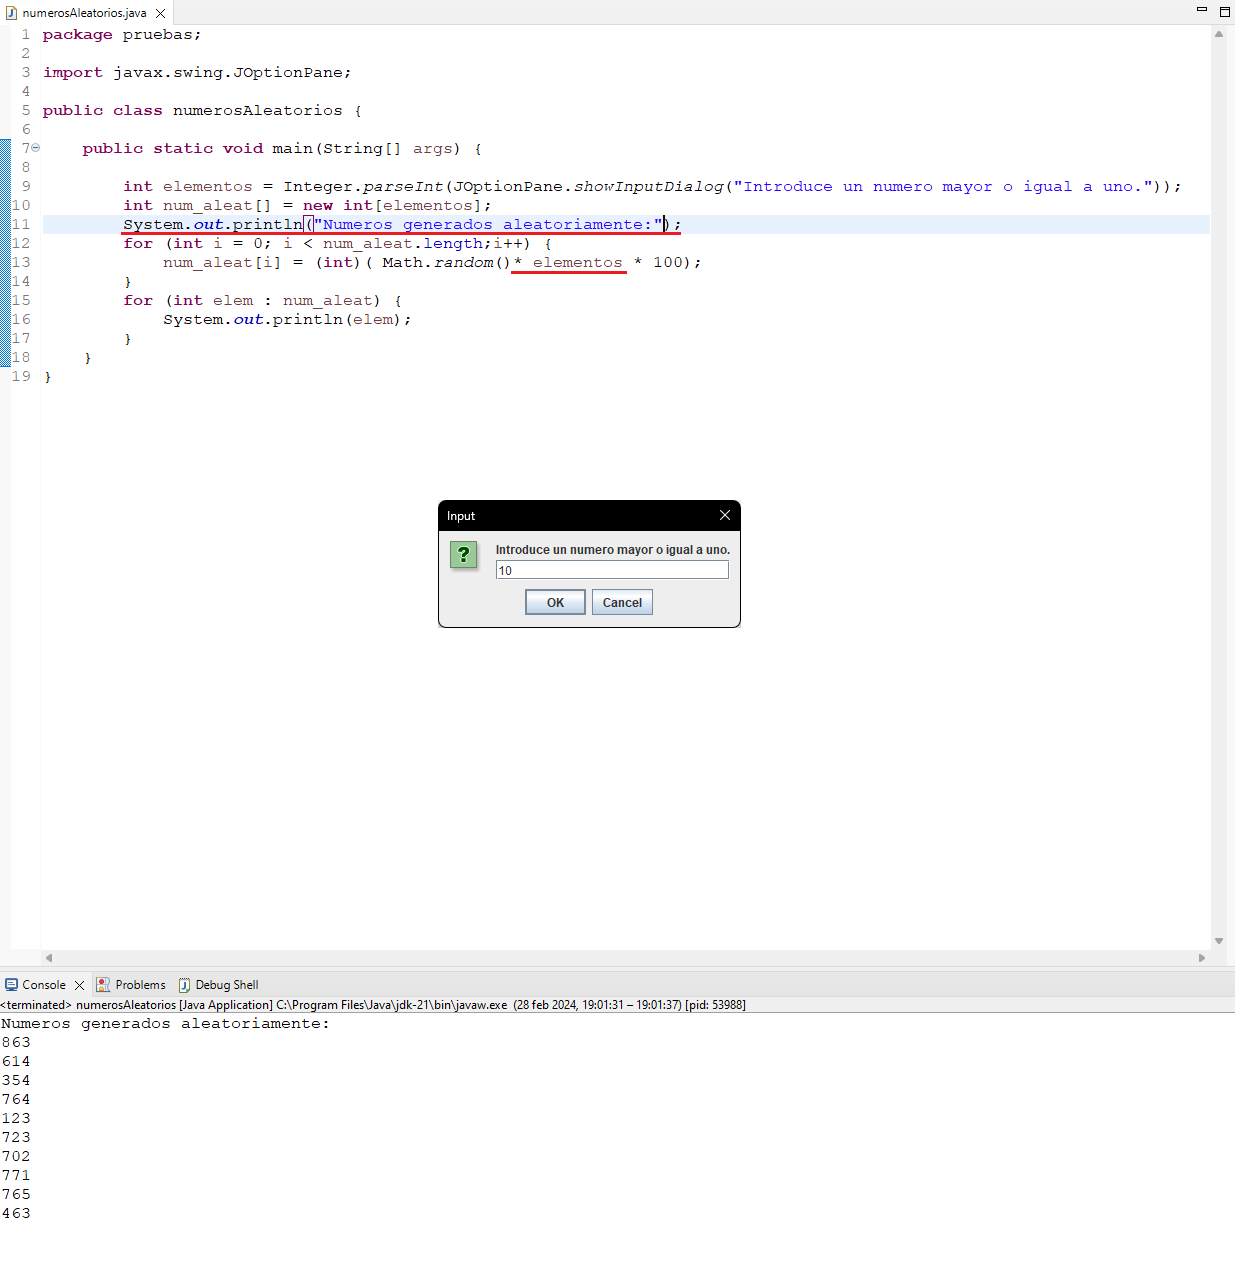 numerosAleatorios.java
1 package pruebas;
2
3 import javax.swing.JOptionPane;
4
5 public class numerosAleatorios {
6
7 public static void main(String[] args) {
8
9 int elementos = Integer.parseInt(JOptionPane.showInputDialog("Introduce un numero mayor o igual a uno."));
10 int num_aleat[] = new int[elementos];
11 System.out.println("Numeros generados aleatoriamente:");
12 for (int i = 0; i < num_aleat.length;i++) {
13 num_aleat[i] = (int)( Math.random()* elementos * 100);
14 }
15 for (int elem : num_aleat) {
16 System.out.println(elem);
17 }
18 }
19 }
Input
Introduce un numero mayor o igual a uno.
10
OK Cancel
Console Problems Debug Shell
<terminated> numerosAleatorios [Java Application] C:\Program Files\Java\jdk-21\bin\javaw.exe (28 feb 2024, 19:01:31 – 19:01:37) [pid: 53988]
Numeros generados aleatoriamente:
863
614
354
764
123
723
702
771
765
463